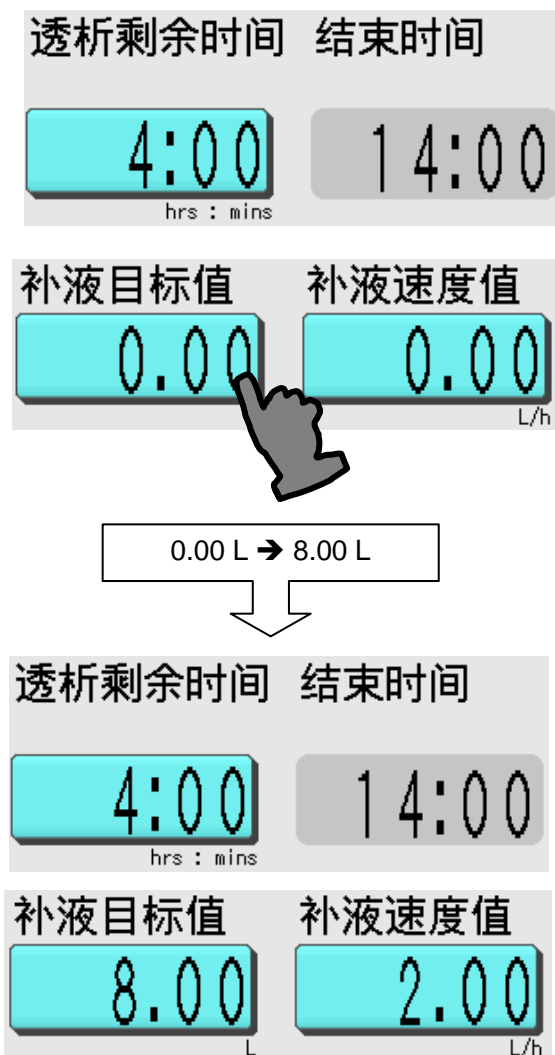 透析剩余时间 结束时间
4:00 14:00
hrs : mins
补液目标值 补液速度值
0.00 0.00
L/h
0.00 L ➔ 8.00 L
透析剩余时间 结束时间
4:00 14:00
hrs : mins
补液目标值 补液速度值
8.00 2.00
L L/h